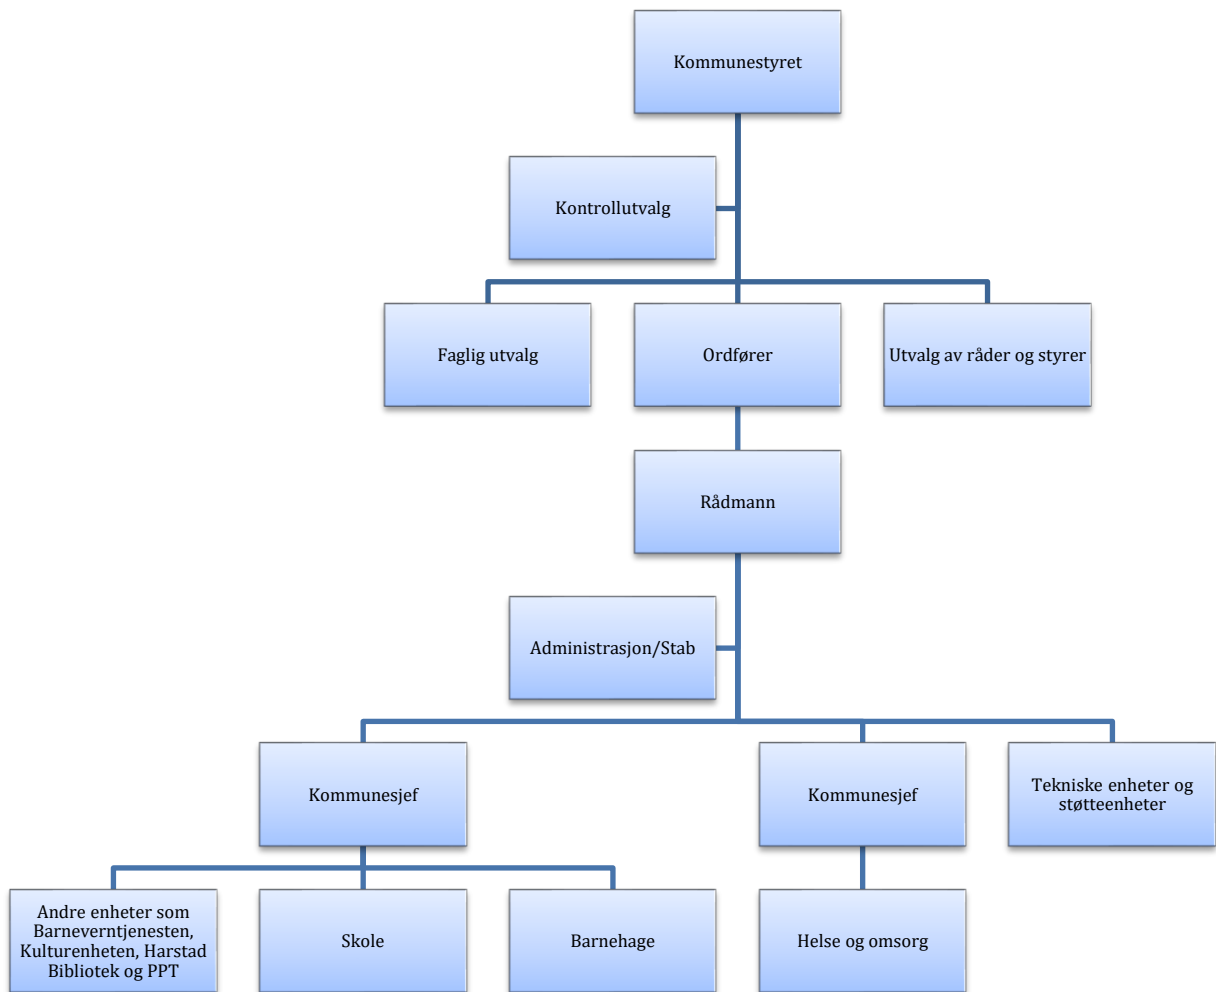 Kommunestyret
Kontrollutvalg
Faglig utvalg
Ordfører
Utvalg av råder og styrer
Rådmann
Administrasjon/Stab
Kommunesjef
Kommunesjef
Tekniske enheter og
støtteenheter
Andre enheter som
Barneverntjenesten,
Kulturenheten, Harstad
Bibliotek og PPT
Skole
Barnehage
Helse og omsorg